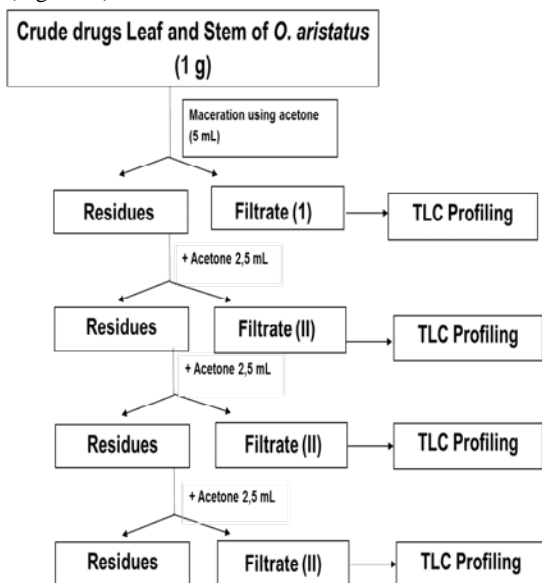 Crude drugs Leaf and Stem of O. aristatus
(1 g)
Maceration using acetone
(5 mL)
Residues
Filtrate (1)
TLC Profiling
+ Acetone 2,5 mL
Residues
Filtrate (II)
TLC Profiling
+ Acetone 2,5 mL
Residues
Filtrate (II)
TLC Profiling
+ Acetone 2,5 mL
Residues
Filtrate (II)
TLC Profiling